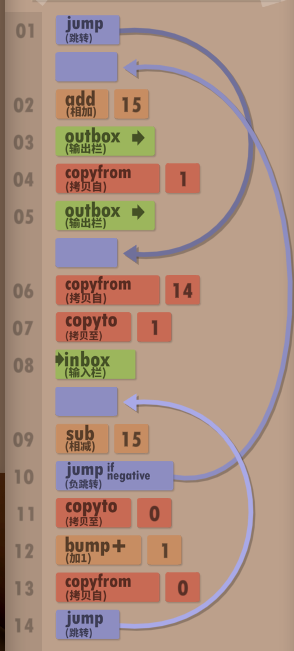 01 jump
(跳转)
02 add 15
(相加)
03 outbox
(输出栏)
04 copyfrom 1
(拷贝自)
05 outbox
(输出栏)
06 copyfrom 14
(拷贝自)
07 copyto 1
(拷贝至)
08 inbox
(输入栏)
09 sub 15
(相减)
10 jump if negative
(负跳转)
11 copyto 0
(拷贝至)
12 bump+ 1
(加1)
13 copyfrom 0
(拷贝自)
14 jump
(跳转)